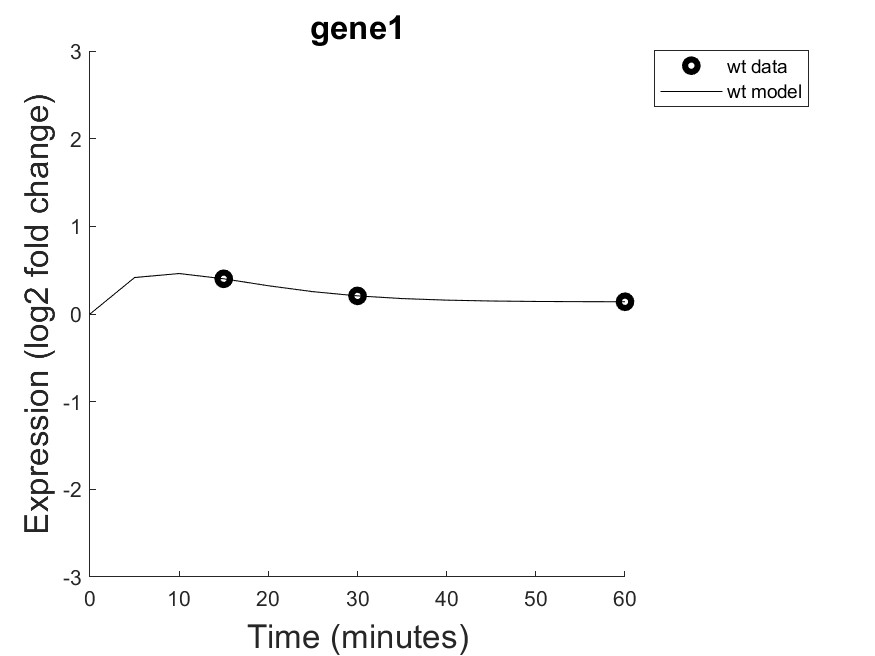 gene1
wt data
wt model
Expression (log2 fold change)
3
2
1
0
-1
-2
-3
0 10 20 30 40 50 60
Time (minutes)